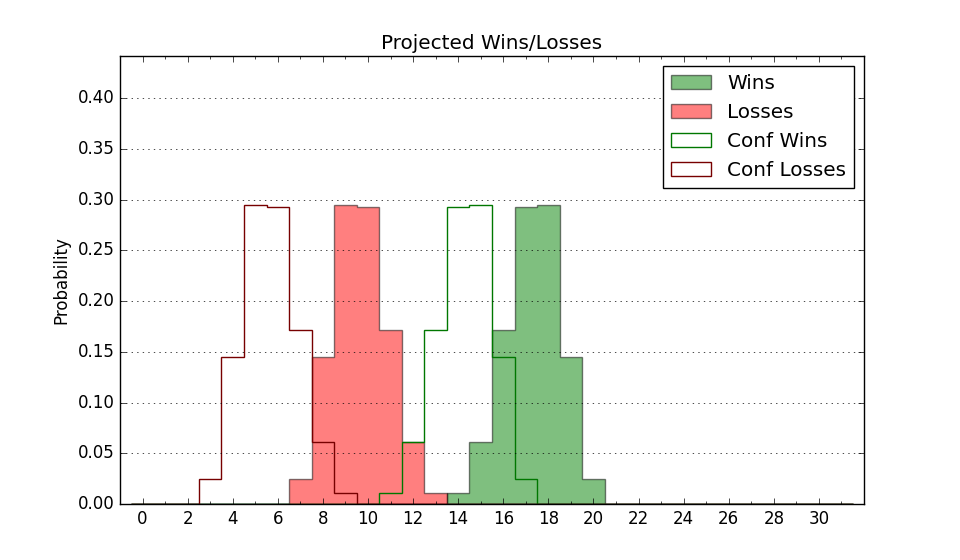 Projected Wins/Losses
Wins
Losses
Conf Wins
Conf Losses
Probability
0.40
0.35
0.30
0.25
0.20
0.15
0.10
0.05
0.00
0 2 4 6 8 10 12 14 16 18 20 22 24 26 28 30